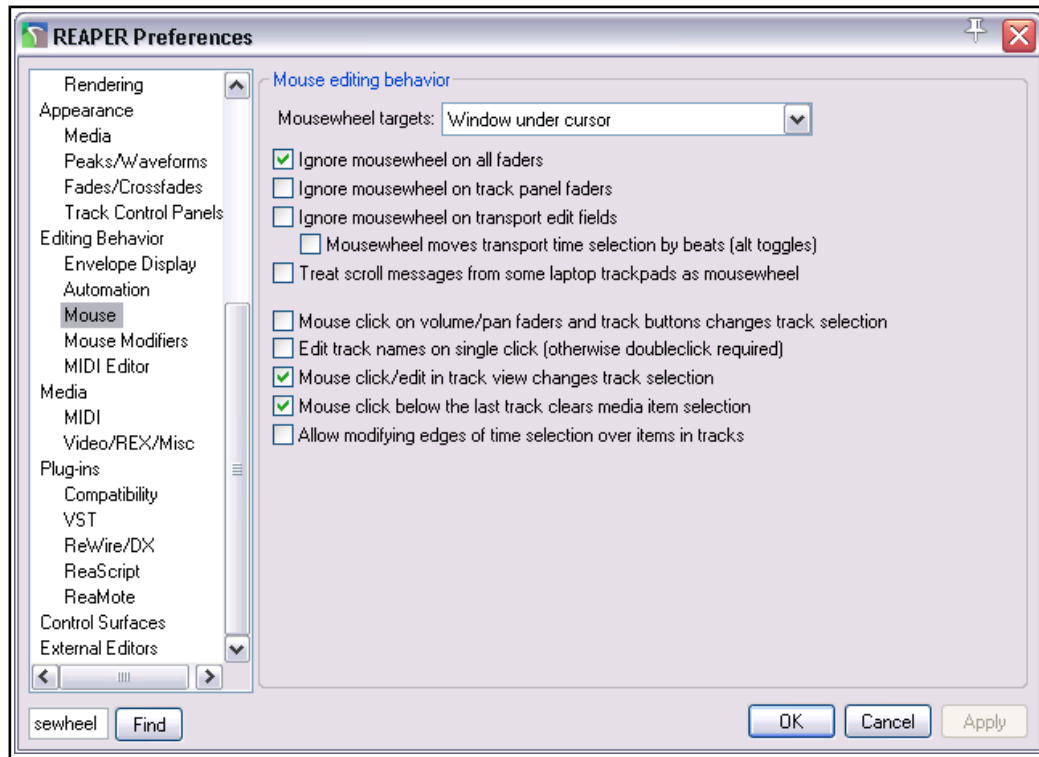 REAPER Preferences
Rendering
Appearance
Media
Peaks/Waveforms
Fades/Crossfades
Track Control Panels
Editing Behavior
Envelope Display
Automation
Mouse
Mouse Modifiers
MIDI Editor
Media
MIDI
Video/REX/Misc
Plug-ins
Compatibility
VST
ReWire/DX
ReaScript
ReaMote
Control Surfaces
External Editors
sewheel
Find
Mouse editing behavior
Mousewheel targets: Window under cursor
Ignore mousewheel on all faders
Ignore mousewheel on track panel faders
Ignore mousewheel on transport edit fields
Mousewheel moves transport time selection by beats (alt toggles)
Treat scroll messages from some laptop trackpads as mousewheel
Mouse click on volume/pan faders and track buttons changes track selection
Edit track names on single click (otherwise doubleclick required)
Mouse click/edit in track view changes track selection
Mouse click below the last track clears media item selection
Allow modifying edges of time selection over items in tracks
OK
Cancel
Apply